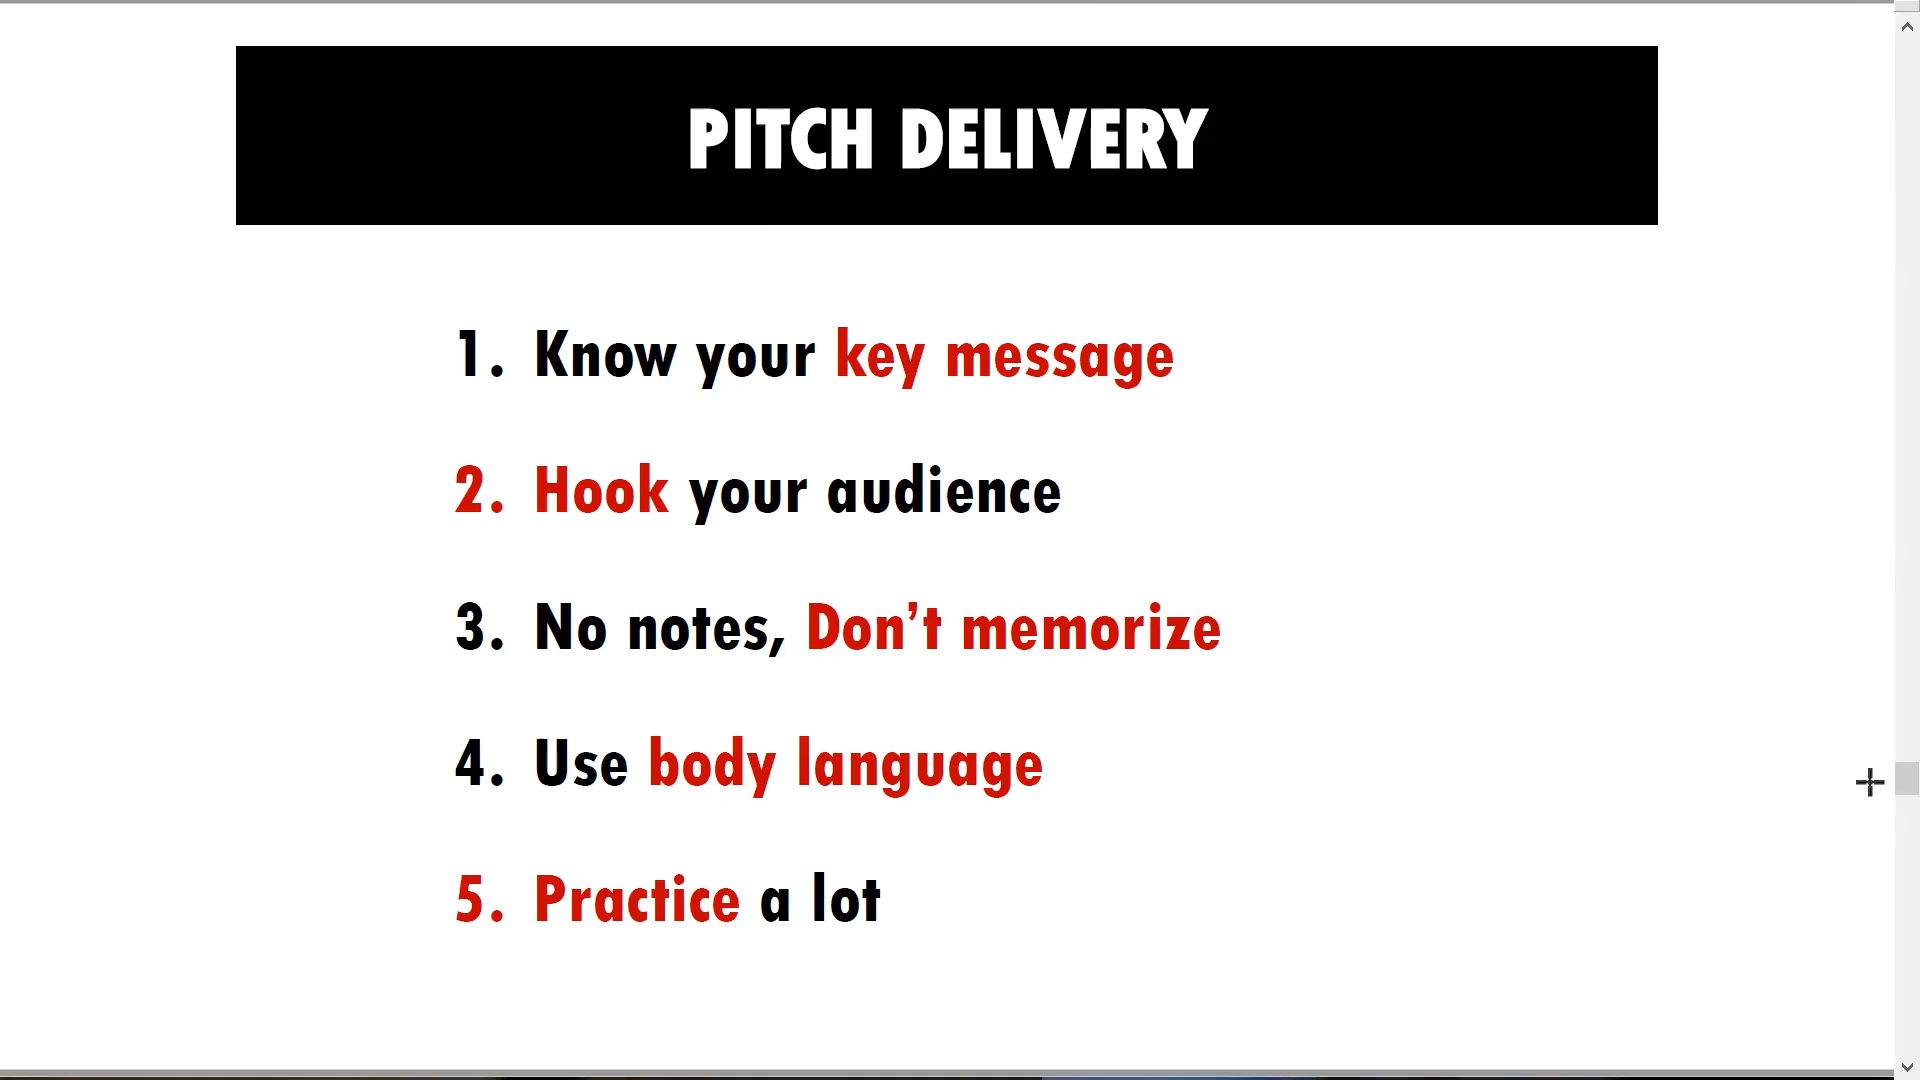 PITCH DELIVERY
1. Know your key message
2. Hook your audience
3. No notes, Don’t memorize
4. Use body language
5. Practice a lot